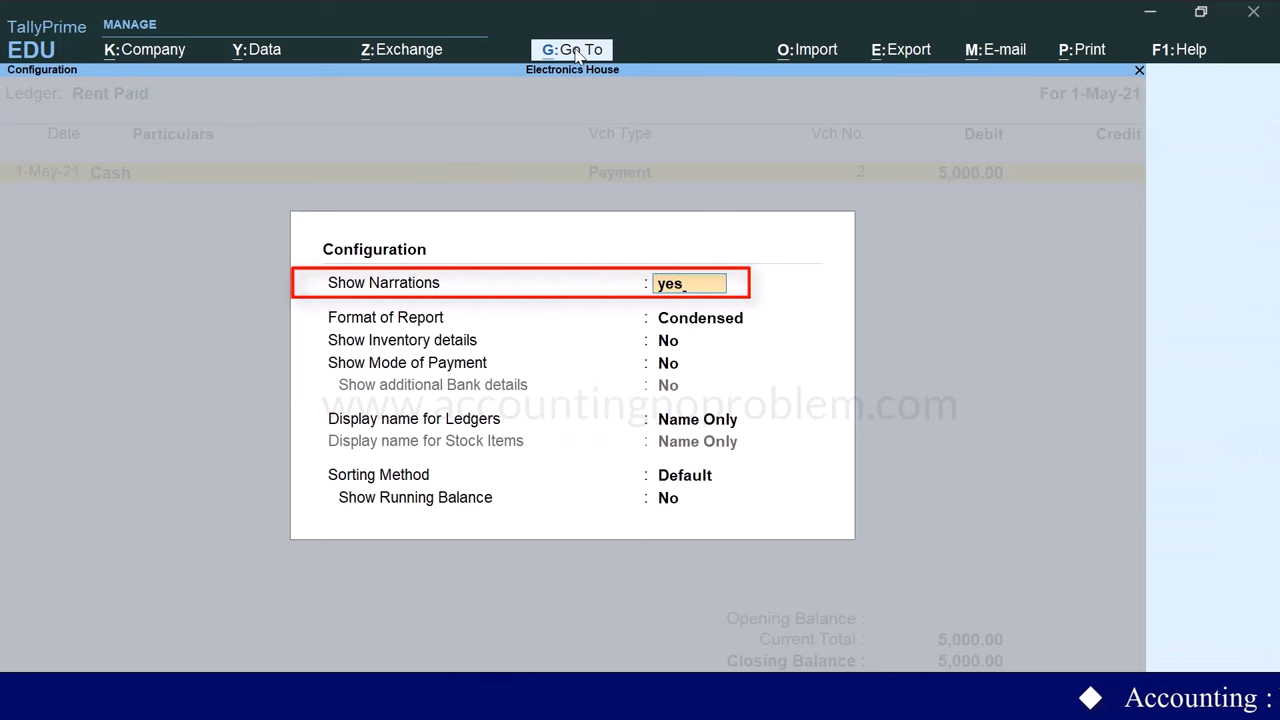 TallyPrime MANAGE
EDU K:Company Y:Data Z:Exchange G:Go To O:Import E:Export M:E-mail P:Print F1:Help
Configuration Electronics House
Ledger: Rent Paid For 1-May-21
Date Particulars Vch Type Vch No. Debit Credit
1-May-21 Cash Payment 2 5,000.00
Configuration
Show Narrations : yes_
Format of Report : Condensed
Show Inventory details : No
Show Mode of Payment : No
Show additional Bank details : No
www.accountingnoproblem.com
Display name for Ledgers : Name Only
Display name for Stock Items : Name Only
Sorting Method : Default
Show Running Balance : No
Opening Balance :
Current Total : 5,000.00
Closing Balance : 5,000.00
Accounting :